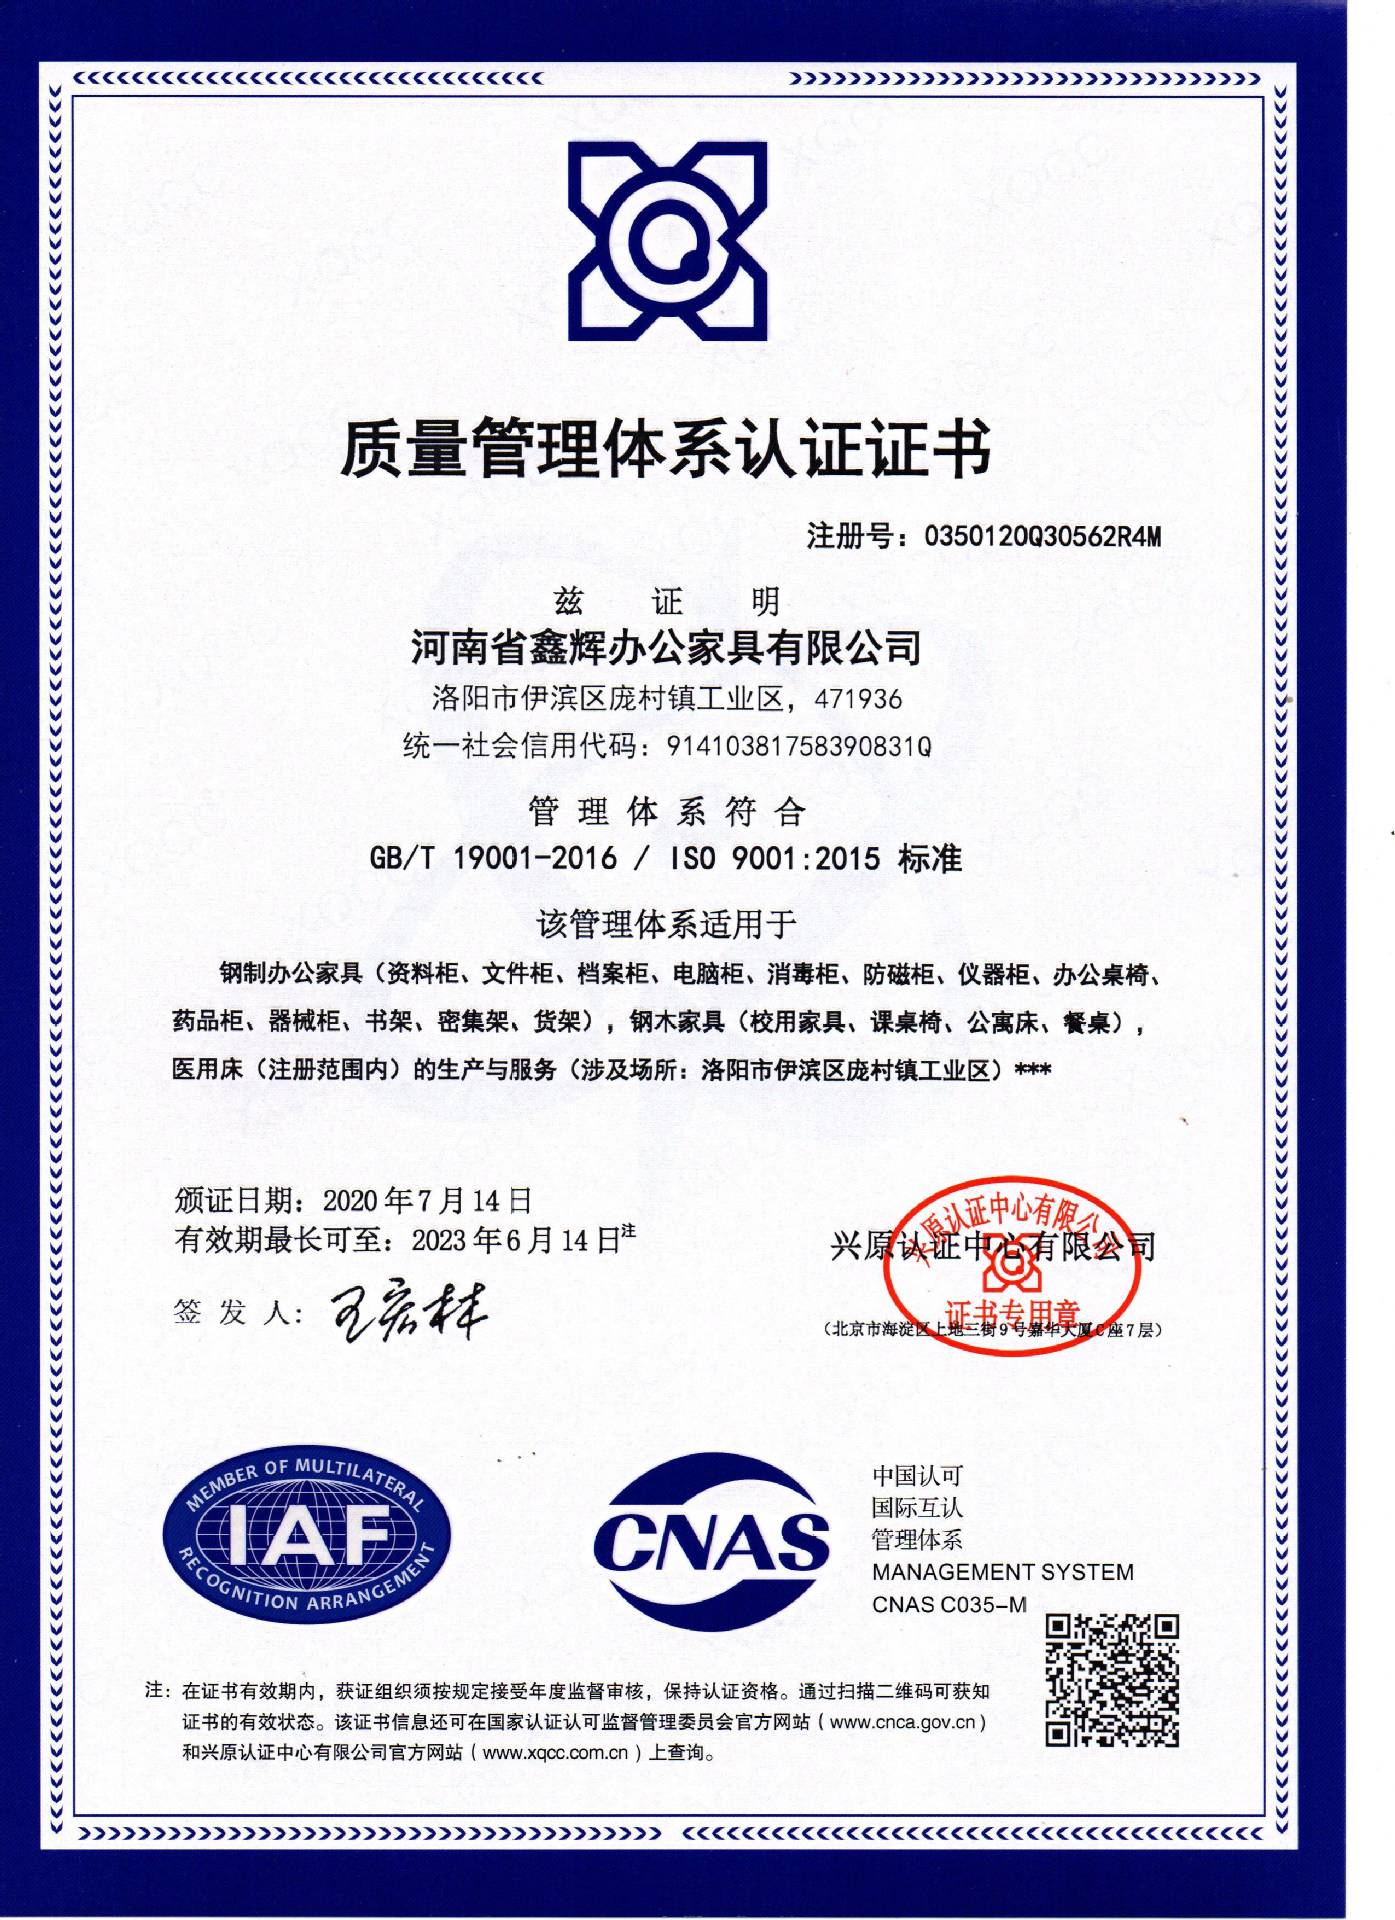 质量管理体系认证证书
注册号：0350120Q30562R4M
兹 证 明
河南省鑫辉办公家具有限公司
洛阳市伊滨区庞村镇工业区，471936
统一社会信用代码：91410381758390831Q
管理体系符合
GB/T 19001-2016 / ISO 9001:2015 标准
该管理体系适用于
钢制办公家具（资料柜、文件柜、档案柜、电脑柜、消毒柜、防磁柜、仪器柜、办公桌椅、
药品柜、器械柜、书架、密集架、货架），钢木家具（校用家具、课桌椅、公寓床、餐桌），
医用床（注册范围内）的生产与服务（涉及场所：洛阳市伊滨区庞村镇工业区）***
颁证日期：2020年7月14日
有效期最长可至：2023年6月14日注
签 发 人：王宏林
兴原认证中心有限公司
（北京市海淀区上地三街9号嘉华大厦C座7层）
兴原认证中心有限公司
证书专用章
MEMBER OF MULTILATERAL
IAF
RECOGNITION ARRANGEMENT
CNAS
中国认可
国际互认
管理体系
MANAGEMENT SYSTEM
CNAS C035-M
注：在证书有效期内，获证组织须按规定接受年度监督审核，保持认证资格。通过扫描二维码可获知
证书的有效状态。该证书信息还可在国家认证认可监督管理委员会官方网站（www.cnca.gov.cn）
和兴原认证中心有限公司官方网站（www.xqcc.com.cn）上查询。